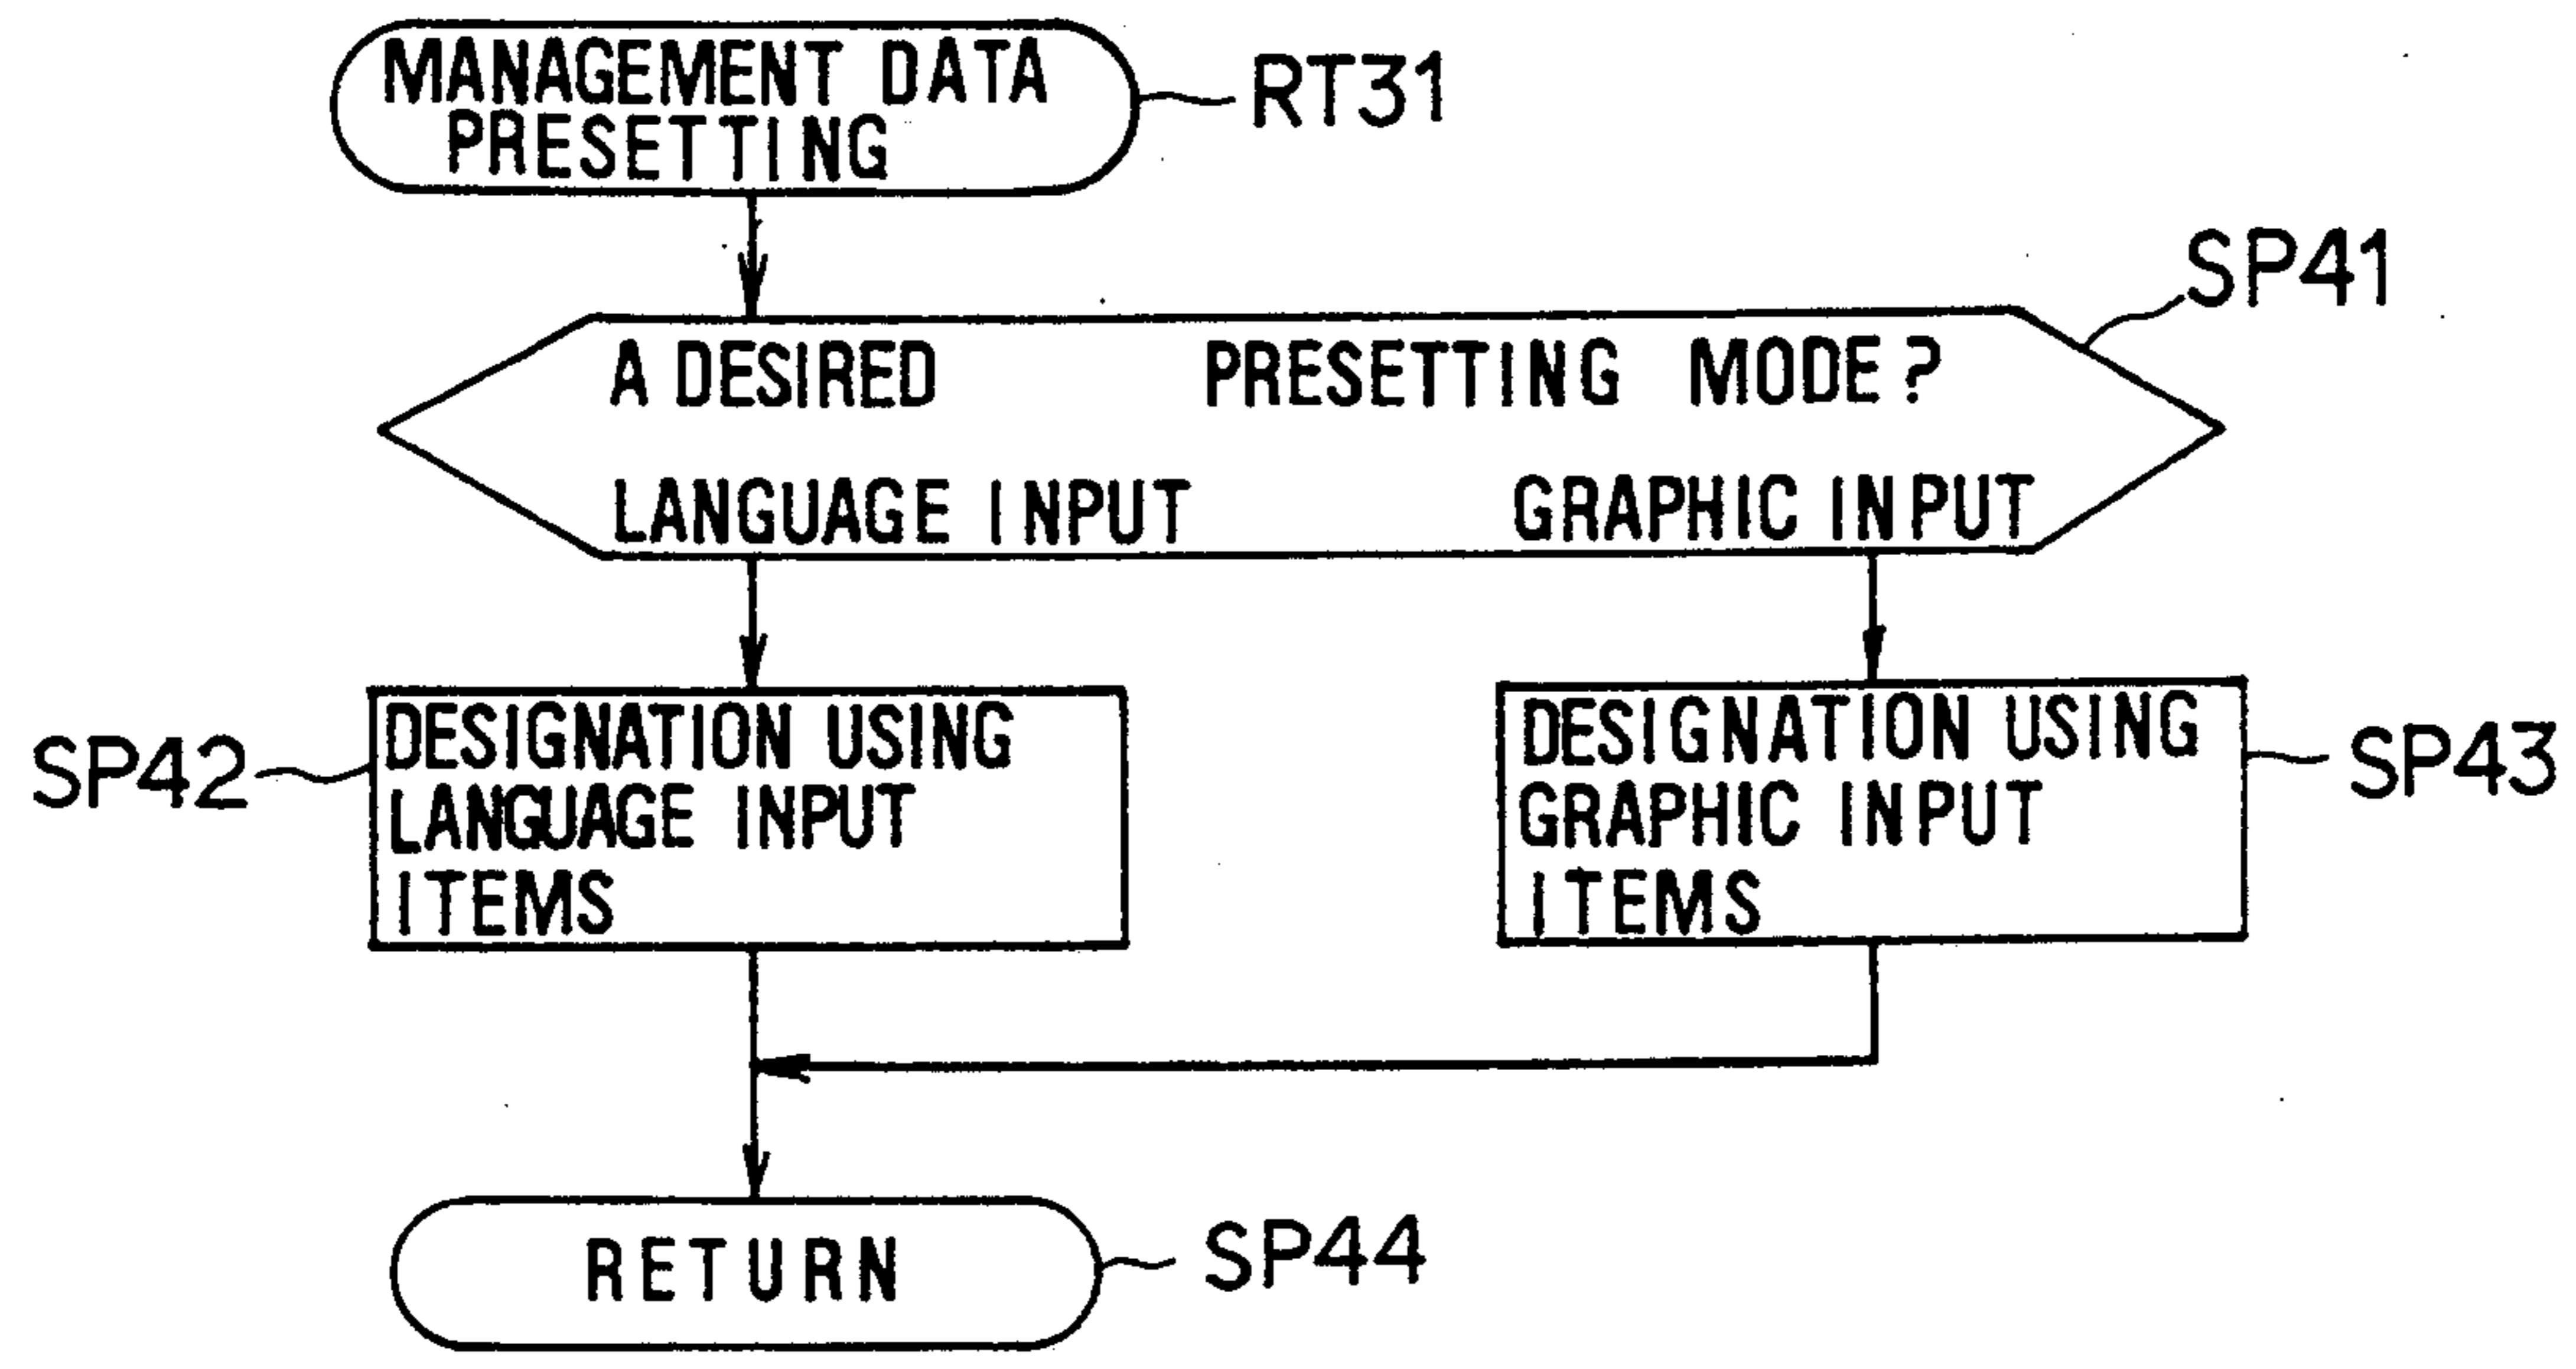 MANAGEMENT DATA
PRESETTING
RT31
SP41
A DESIRED PRESETTING MODE?
LANGUAGE INPUT GRAPHIC INPUT
SP42
DESIGNATION USING
LANGUAGE INPUT
ITEMS
DESIGNATION USING
GRAPHIC INPUT
ITEMS
SP43
RETURN
SP44